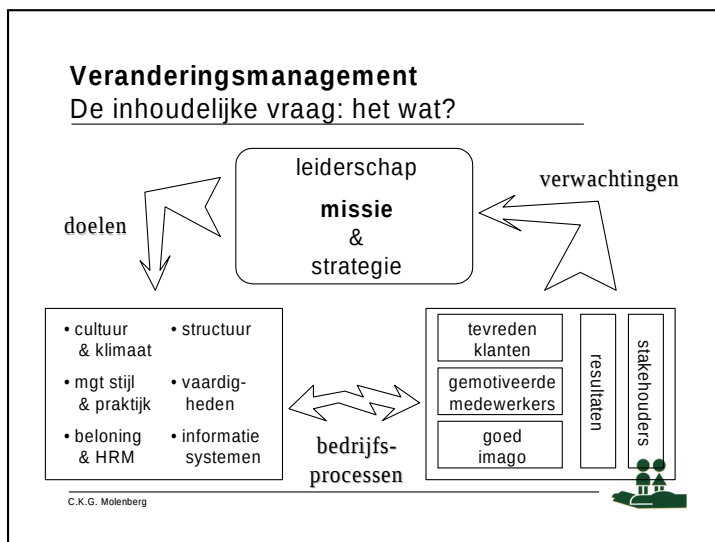 Veranderingsmanagement
De inhoudelijke vraag: het wat?
leiderschap
missie
&
strategie
doelen
verwachtingen
• cultuur
& klimaat
• mgt stijl
& praktijk
• beloning
& HRM
• structuur
• vaardig-
heden
• informatie
systemen
bedrijfs-
processen
tevreden
klanten
gemotiveerde
medewerkers
goed
imago
resultaten
stakehouders
C.K.G. Molenberg